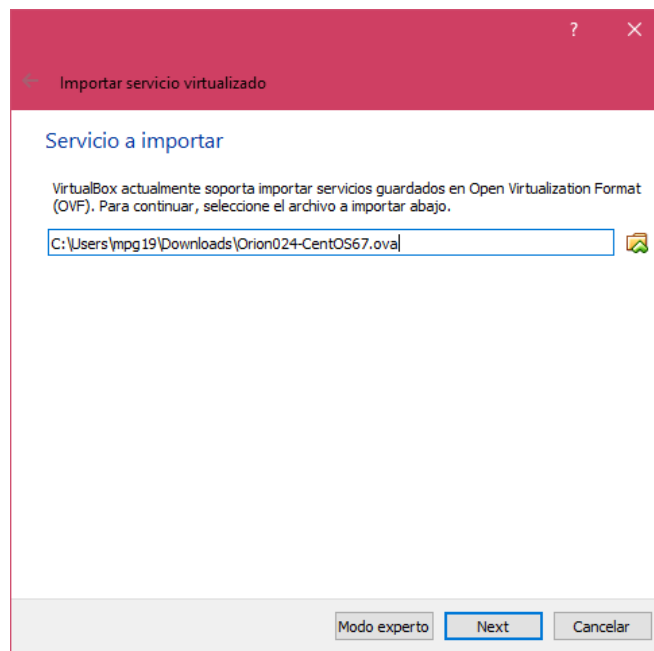 ?
Importar servicio virtualizado
Servicio a importar
VirtualBox actualmente soporta importar servicios guardados en Open Virtualization Format
(OVF). Para continuar, seleccione el archivo a importar abajo.
C:\Users\mpg19\Downloads\Orion024-CentOS67.ova
Modo experto Next Cancelar